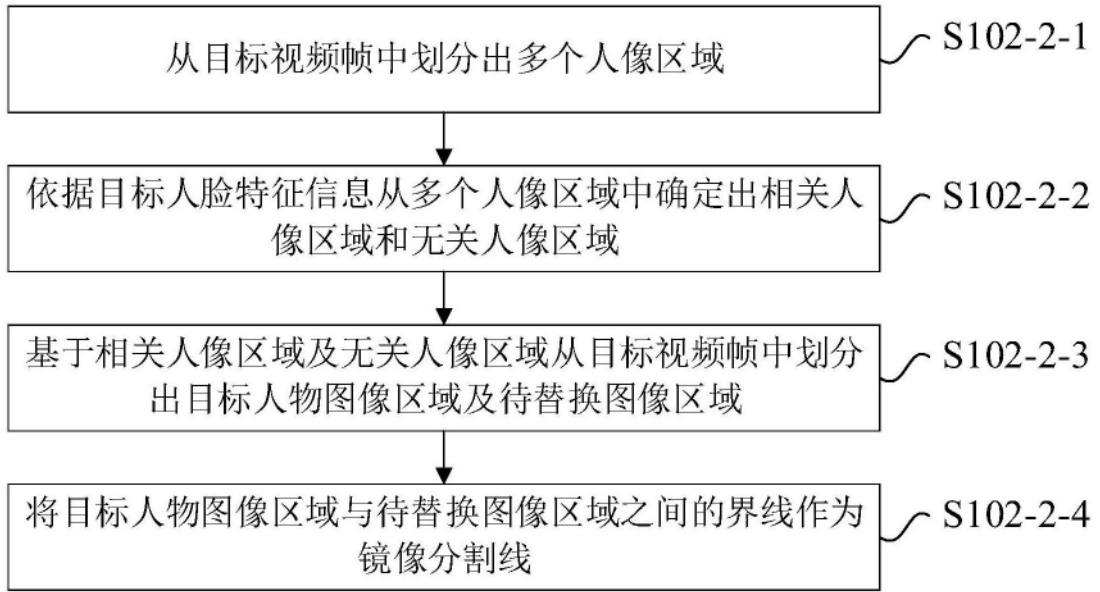 从目标视频帧中划分出多个人像区域
S102-2-1
依据目标人脸特征信息从多个人像区域中确定出相关人
像区域和无关人像区域
S102-2-2
基于相关人像区域及无关人像区域从目标视频帧中划分
出目标人物图像区域及待替换图像区域
S102-2-3
将目标人物图像区域与待替换图像区域之间的界线作为
镜像分割线
S102-2-4